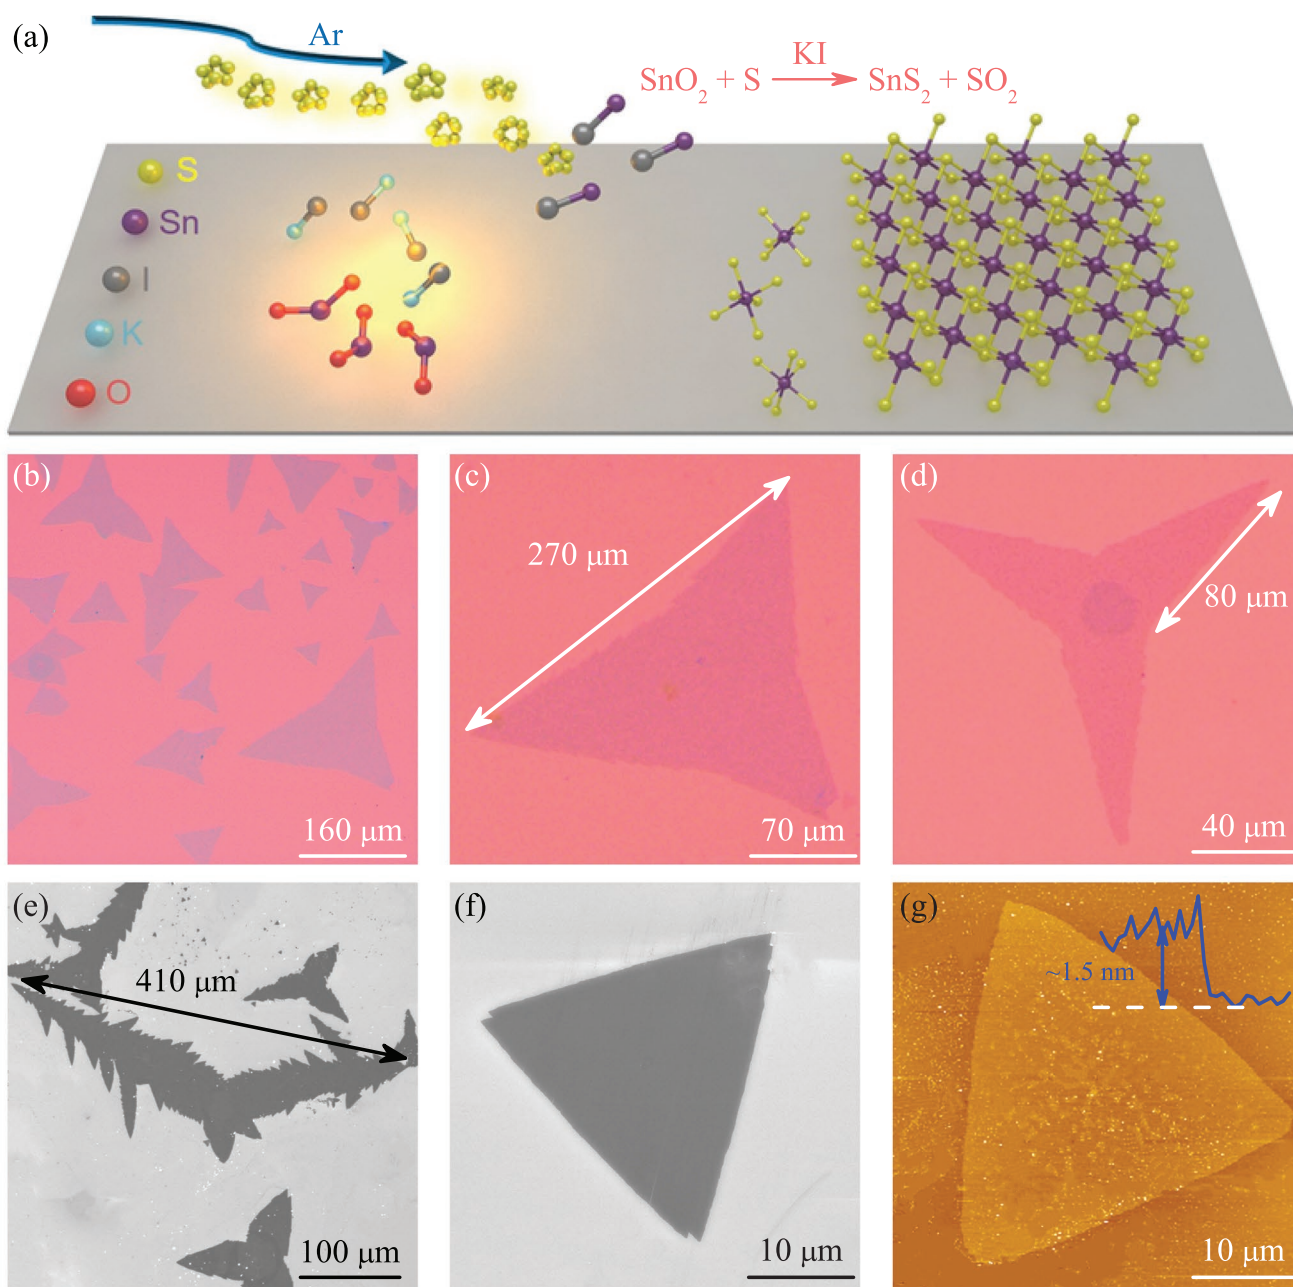 (a)
Ar
KI
SnO₂ + S ⟶ SnS₂ + SO₂
S
Sn
I
K
O
(b)
160 μm
(c)
270 μm
70 μm
(d)
80 μm
40 μm
(e)
410 μm
100 μm
(f)
10 μm
(g)
~1.5 nm
10 μm